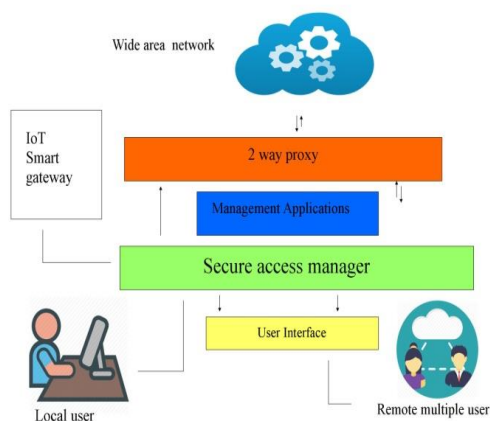 Wide area network
IoT
Smart
gateway
2 way proxy
Management Applications
Secure access manager
User Interface
Local user
Remote multiple user